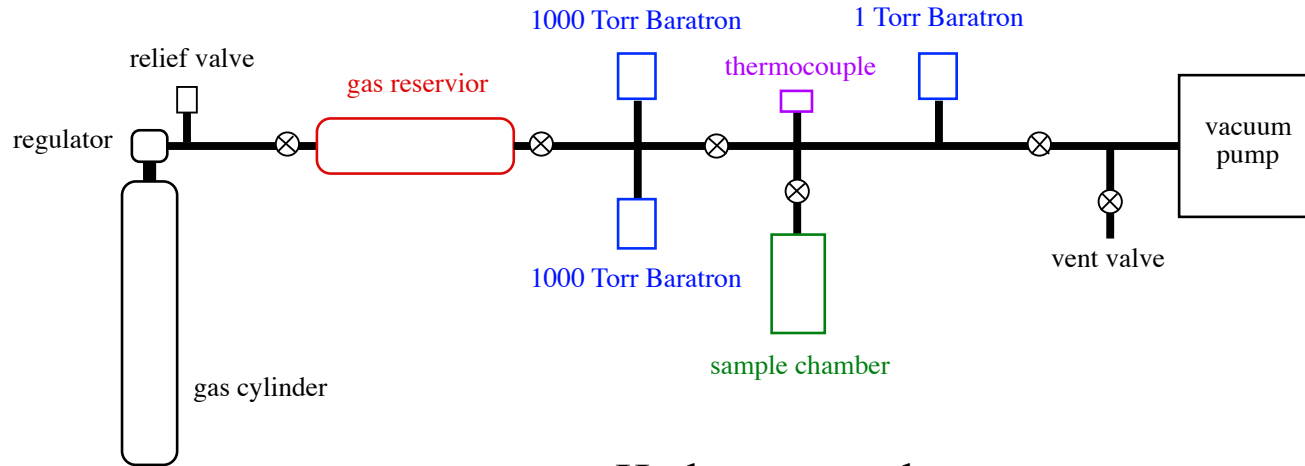 1000 Torr Baratron
1 Torr Baratron
relief valve
thermocouple
gas reservior
regulator
vacuum
pump
vent valve
1000 Torr Baratron
sample chamber
gas cylinder